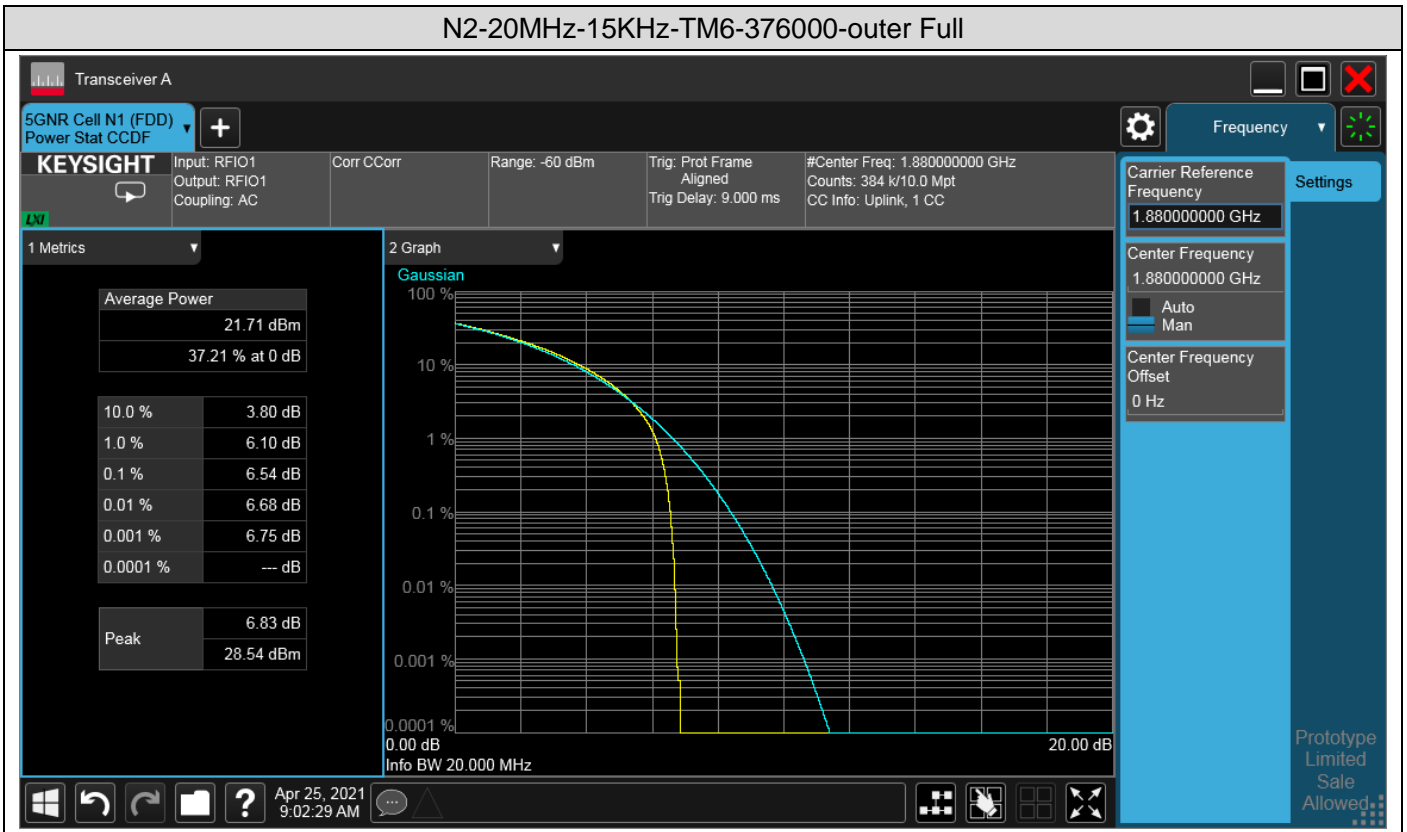 N2-20MHz-15KHz-TM6-376000-outer Full
Transceiver A
5GNR Cell N1 (FDD)
Power Stat CCDF
Frequency
KEYSIGHT
LXI
Input: RFIO1
Output: RFIO1
Coupling: AC
Corr CCorr
Range: -60 dBm
Trig: Prot Frame
Aligned
Trig Delay: 9.000 ms
#Center Freq: 1.880000000 GHz
Counts: 384 k/10.0 Mpt
CC Info: Uplink, 1 CC
1 Metrics
Average Power
21.71 dBm
37.21 % at 0 dB
10.0 % 3.80 dB
1.0 % 6.10 dB
0.1 % 6.54 dB
0.01 % 6.68 dB
0.001 % 6.75 dB
0.0001 % --- dB
Peak
6.83 dB
28.54 dBm
2 Graph
Gaussian
100 %
10 %
1 %
0.1 %
0.01 %
0.001 %
0.0001 %
0.00 dB 20.00 dB
Info BW 20.000 MHz
Carrier Reference
Frequency
1.880000000 GHz
Center Frequency
1.880000000 GHz
Auto
Man
Center Frequency
Offset
0 Hz
Settings
Prototype
Limited
Sale
Allowed
?
Apr 25, 2021
9:02:29 AM